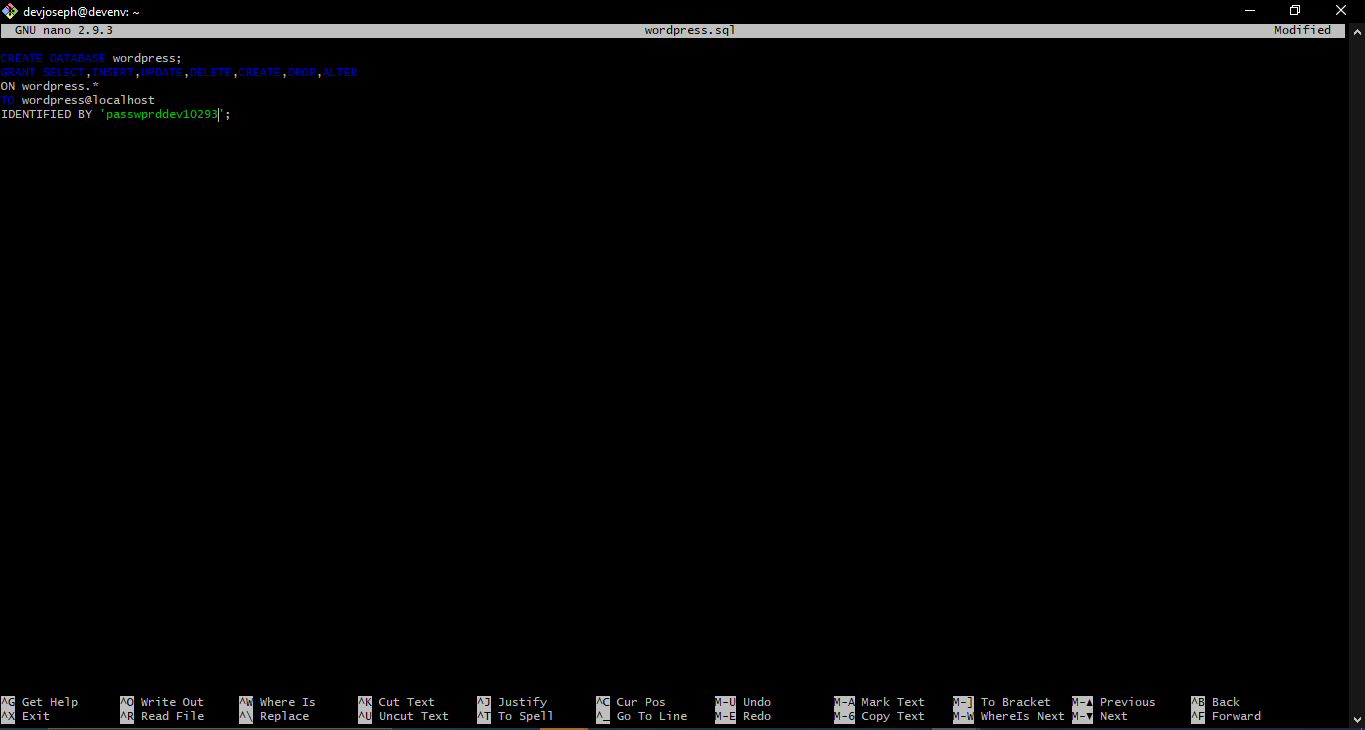 devjoseph@devenv: ~
GNU nano 2.9.3 wordpress.sql Modified
CREATE DATABASE wordpress;
GRANT SELECT,INSERT,UPDATE,DELETE,CREATE,DROP,ALTER
ON wordpress.*
TO wordpress@localhost
IDENTIFIED BY 'passwprddev10293';
^G Get Help ^O Write Out ^W Where Is ^K Cut Text ^J Justify ^C Cur Pos M-U Undo M-A Mark Text M-] To Bracket M-▲ Previous ^B Back
^X Exit ^R Read File ^\ Replace ^U Uncut Text ^T To Spell ^_ Go To Line M-E Redo M-6 Copy Text M-W WhereIs Next M-▼ Next ^F Forward